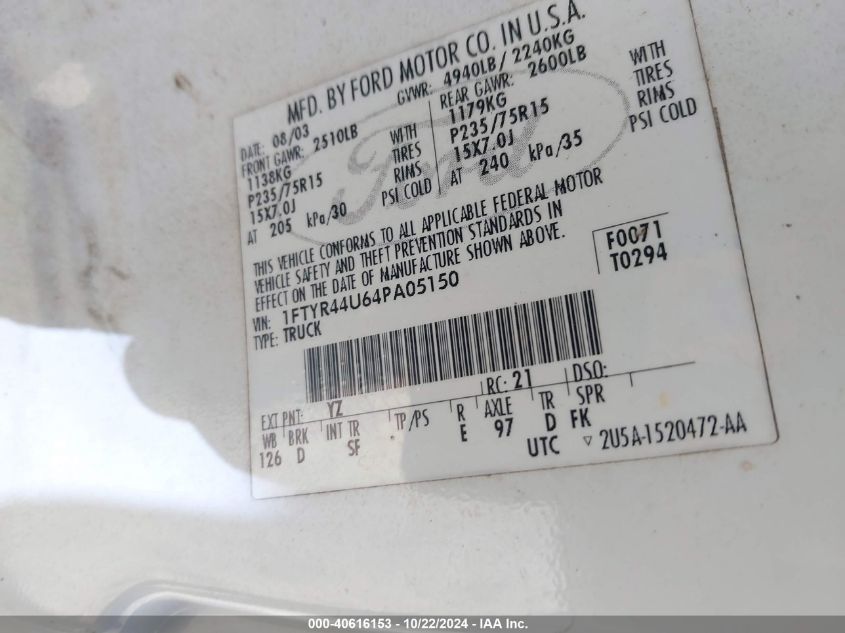 MFD. BY FORD MOTOR CO. IN U.S.A.
DATE: 08/03 GVWR: 4940LB/ 2240KG
FRONT GAWR: 2510LB REAR GAWR: 2600LB
1138KG WITH 1179KG WITH
P235/75R15 TIRES P235/75R15 TIRES
15X7.0J RIMS 15X7.0J RIMS
AT 205 kPa/30 PSI COLD AT 240 kPa/35 PSI COLD
Ford
THIS VEHICLE CONFORMS TO ALL APPLICABLE FEDERAL MOTOR
VEHICLE SAFETY AND THEFT PREVENTION STANDARDS IN
EFFECT ON THE DATE OF MANUFACTURE SHOWN ABOVE.
F0071
T0294
VIN: 1FTYR44U64PA05150
TYPE: TRUCK
EXT PNT: YZ RC: 21 DSO:
WB BRK INT TR TP/PS R AXLE TR SPR
126 D SF E 97 D FK
UTC ▽ 2U5A-1520472-AA
000-40616153 - 10/22/2024 - IAA Inc.